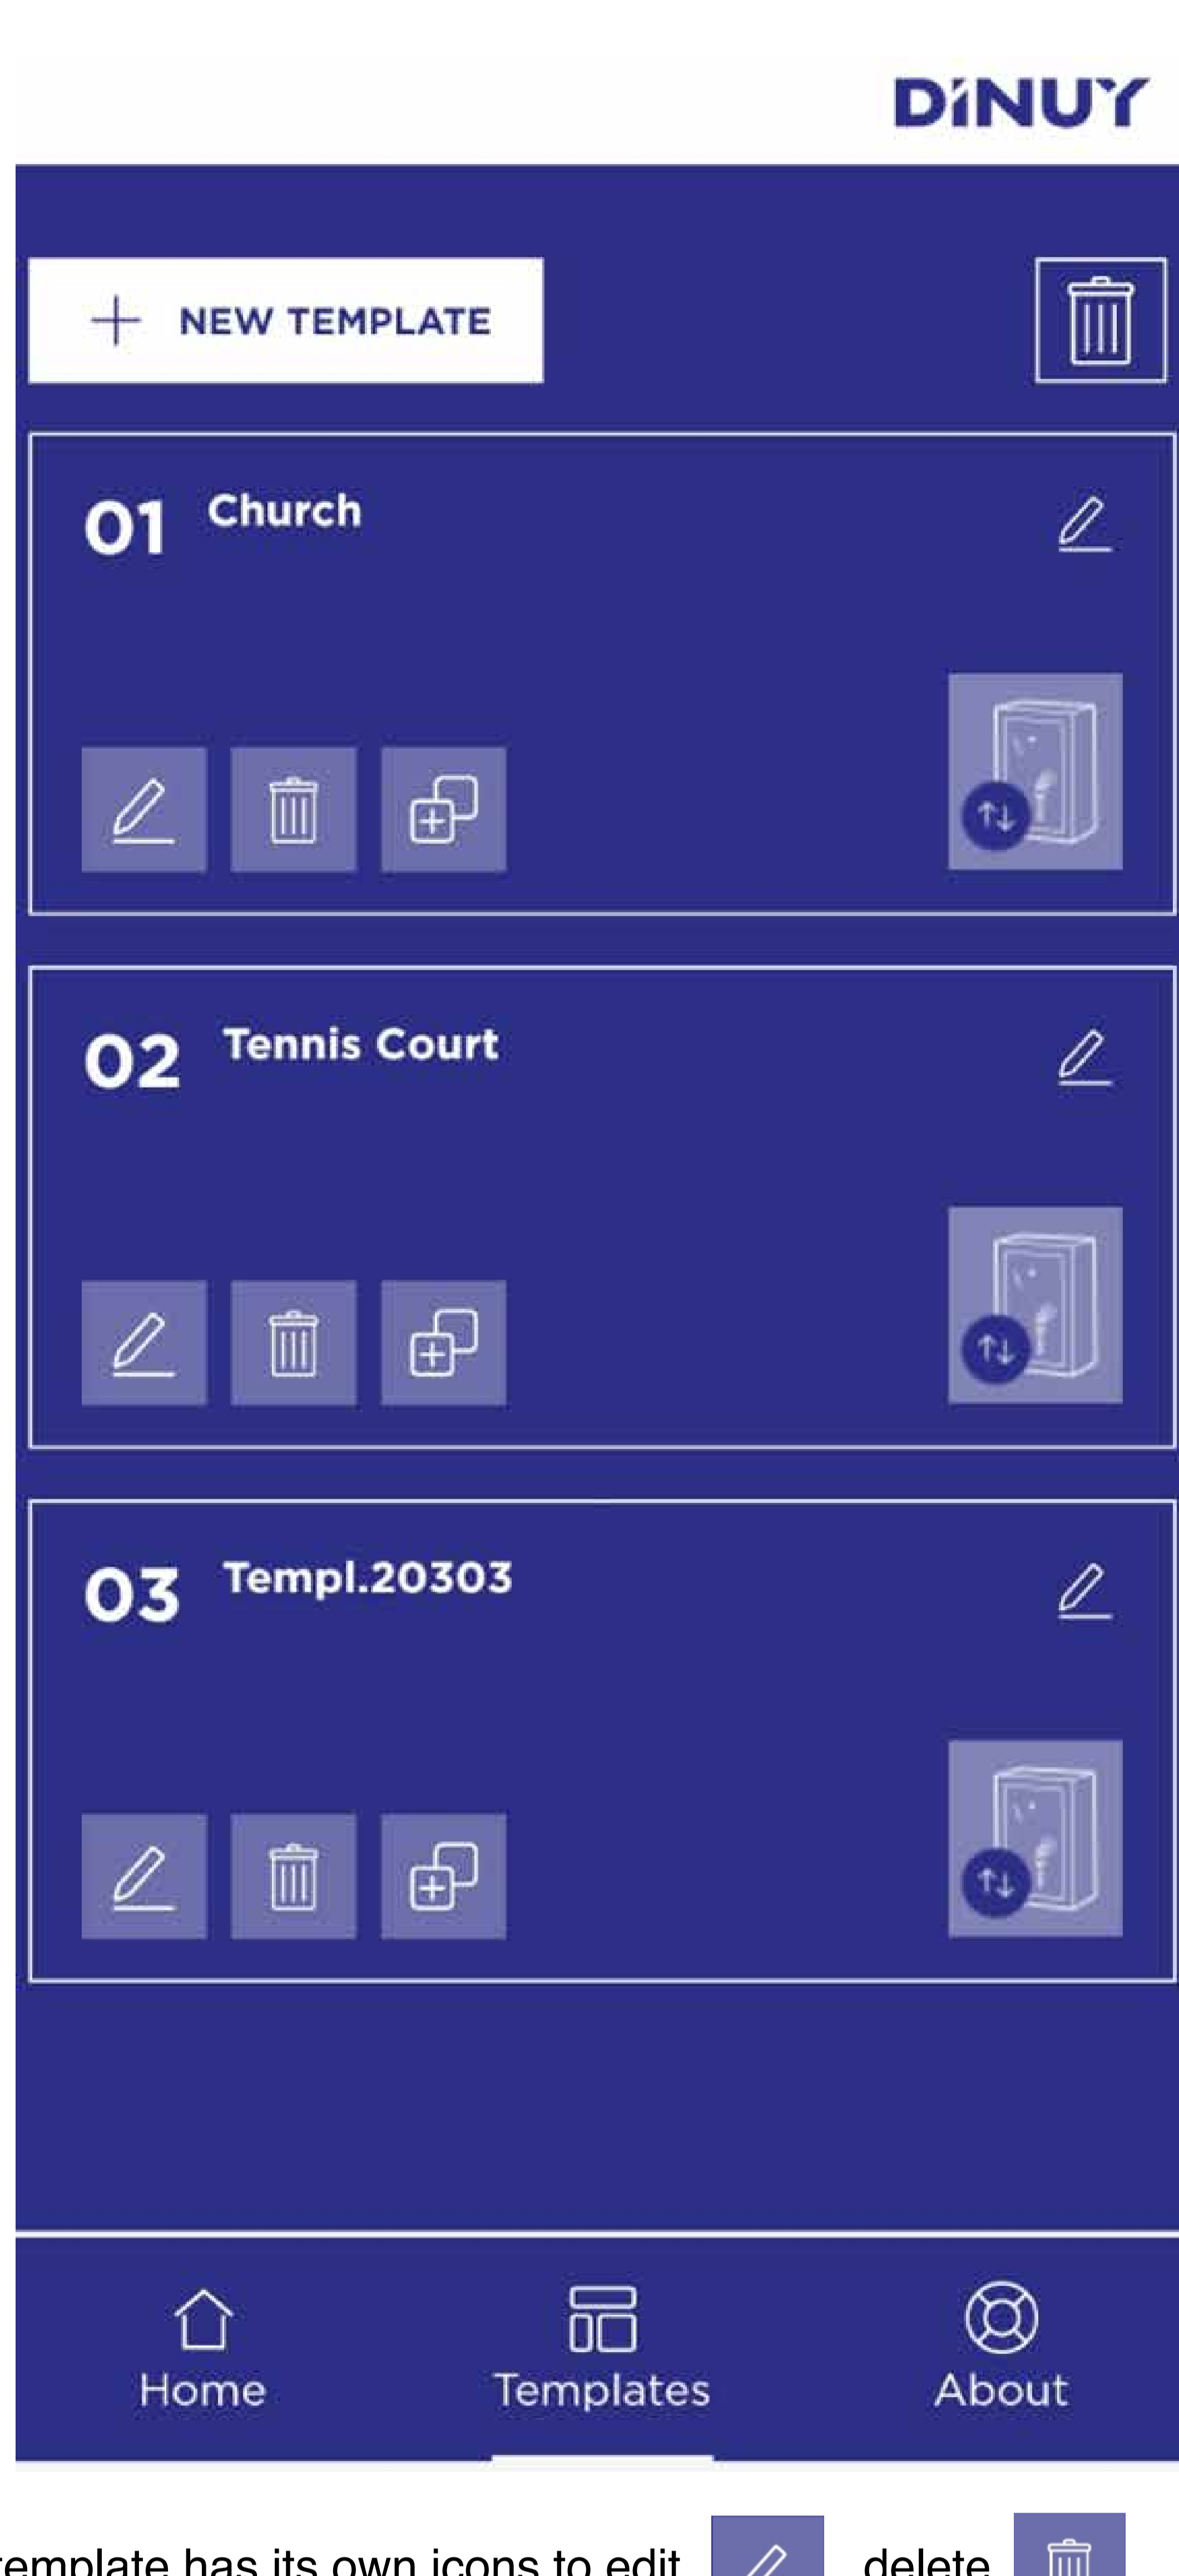 DiNUY
NEW TEMPLATE
01 Church
02 Tennis Court
03 Templ.20303
Home Templates About
template has its own icons to edit delete